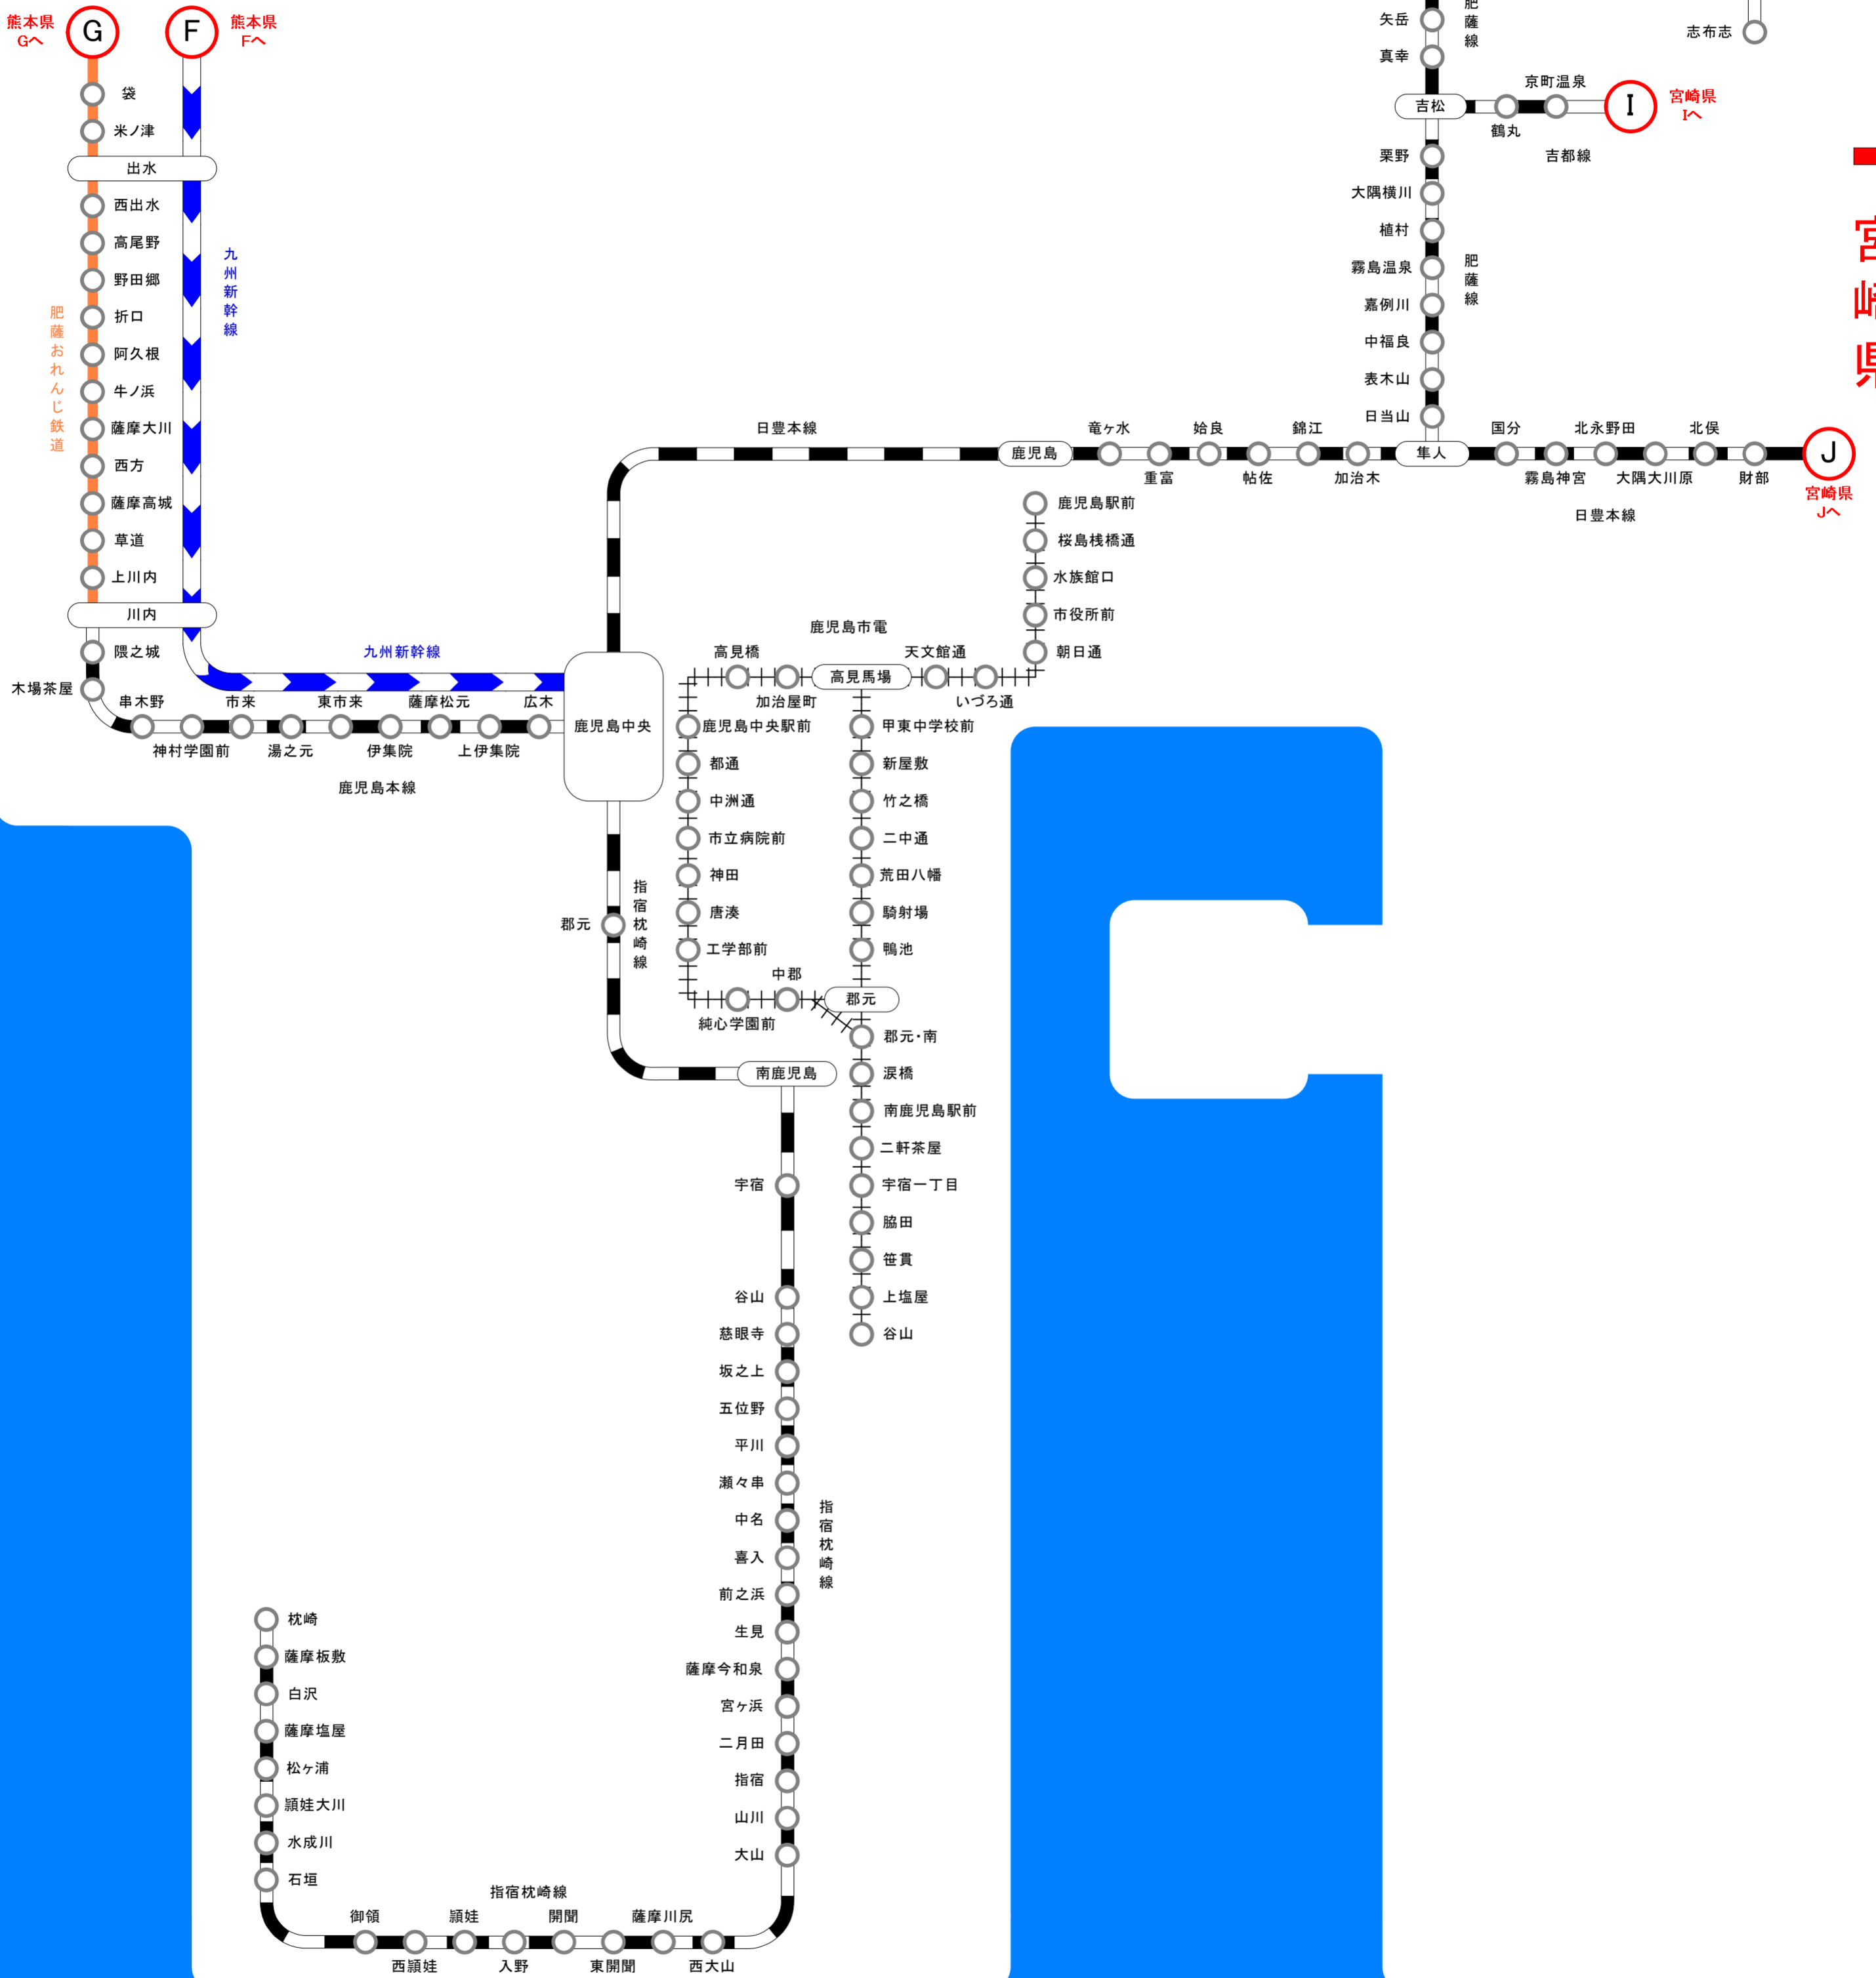 熊本県
Gへ
G
F
熊本県
Fへ
袋
米ノ津
出水
西出水
高尾野
野田郷
折口
阿久根
牛ノ浜
薩摩大川
西方
薩摩高城
草道
上川内
川内
隈之城
木場茶屋
肥薩おれんじ鉄道
九州新幹線
九州新幹線
串木野
神村学園前
市来
湯之元
東市来
伊集院
薩摩松元
上伊集院
広木
鹿児島本線
鹿児島中央
日豊本線
鹿児島
竜ヶ水
重富
姶良
帖佐
錦江
加治木
隼人
国分
霧島神宮
北永野田
大隅大川原
北俣
財部
日豊本線
J
宮崎県
Jへ
肥薩線
矢岳
真幸
吉松
鶴丸
京町温泉
吉都線
I
宮崎県
Iへ
志布志
宮崎県
栗野
大隅横川
植村
霧島温泉
嘉例川
中福良
表木山
日当山
肥薩線
鹿児島駅前
桜島桟橋通
水族館口
市役所前
朝日通
いづろ通
天文館通
高見馬場
加治屋町
高見橋
鹿児島市電
鹿児島中央駅前
都通
中洲通
市立病院前
神田
唐湊
工学部前
純心学園前
中郡
郡元
甲東中学校前
新屋敷
竹之橋
二中通
荒田八幡
騎射場
鴨池
郡元・南
涙橋
南鹿児島駅前
二軒茶屋
宇宿一丁目
脇田
笹貫
上塩屋
谷山
郡元
指宿枕崎線
南鹿児島
宇宿
谷山
慈眼寺
坂之上
五位野
平川
瀬々串
中名
喜入
前之浜
生見
薩摩今和泉
宮ヶ浜
二月田
指宿
山川
大山
指宿枕崎線
西大山
薩摩川尻
東開聞
開聞
入野
頴娃
西頴娃
御領
指宿枕崎線
石垣
水成川
頴娃大川
松ヶ浦
薩摩塩屋
白沢
薩摩板敷
枕崎